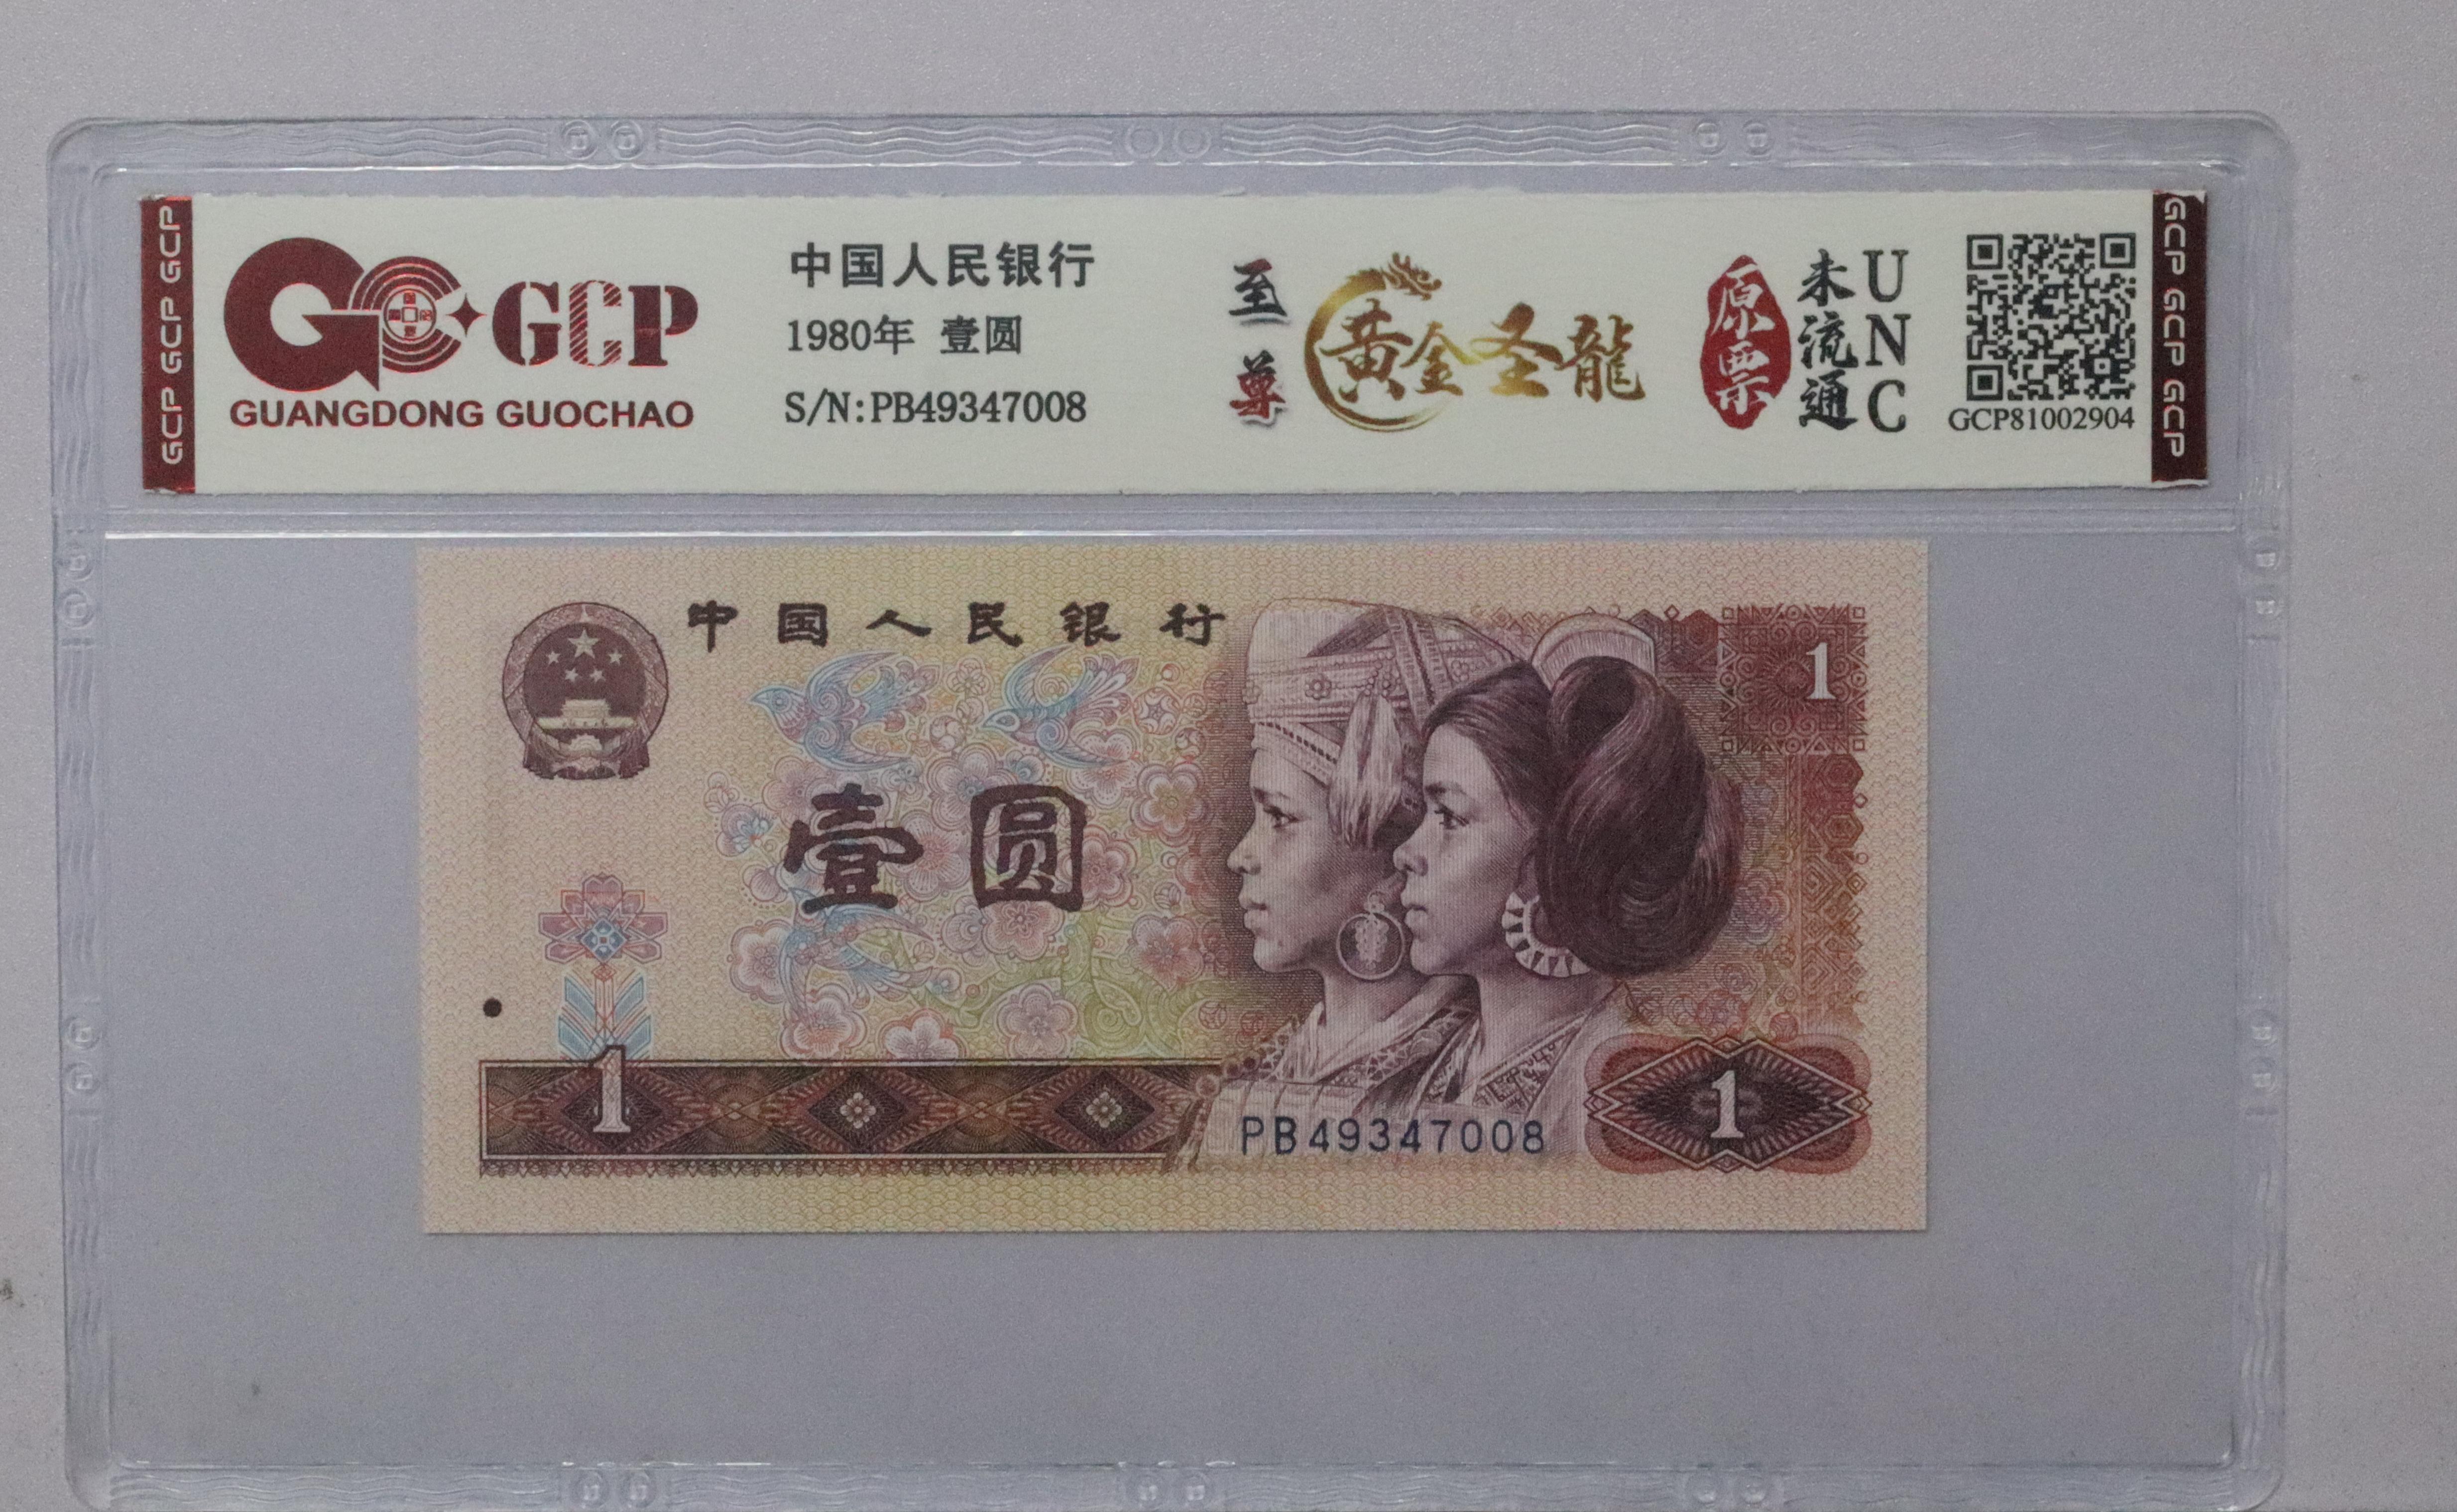 GCP GCP GCP GCP
GCP
GUANGDONG GUOCHAO
中国人民银行
1980年 壹圆
S/N:PB49347008
至尊
黄金圣龍
原票
未流通
UNC
GCP81002904
GCP GCP GCP GCP
中国人民银行
1
壹圆
1
PB49347008
1